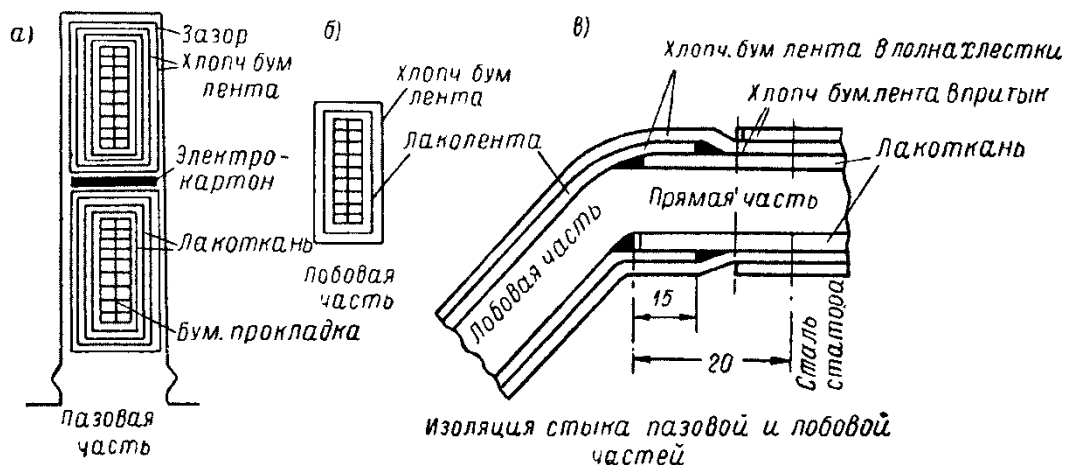 а)
Зазор
Хлопч бум
лента
Электро-
картон
Лакоткань
Бум. прокладка
Пазовая
часть
б)
Хлопч бум
лента
Лаколента
Лобовая
часть
в)
Хлопч. бум лента вполнахлестки
Хлопч бум. лента впритык
Лакоткань
Прямая часть
Лобовая часть
15
20
Сталь
статора
Изоляция стыка пазовой и лобовой
частей